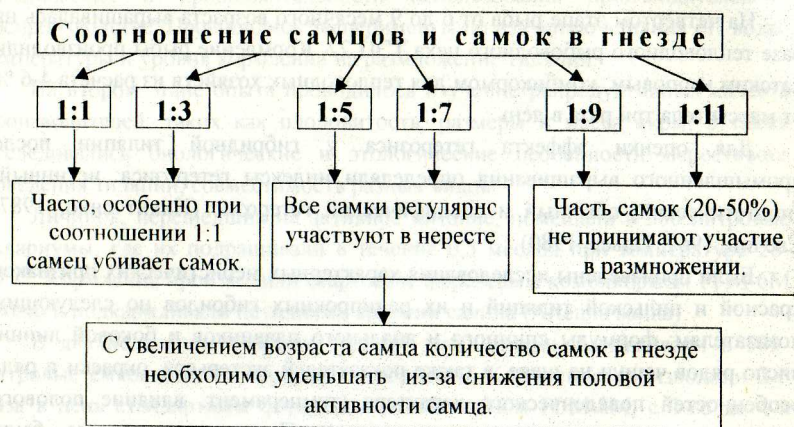 Соотношение самцов и самок в гнезде
1:1
1:3
1:5
1:7
1:9
1:11
Часто, особенно при
соотношении 1:1
самец убивает самок
Все самки регулярнс
участвуют в нересте
Часть самок (20-50%)
не принимают участие
в размножении.
С увеличением возраста самца количество самок в гнезде
необходимо уменьшать из-за снижения половой
активности самца.